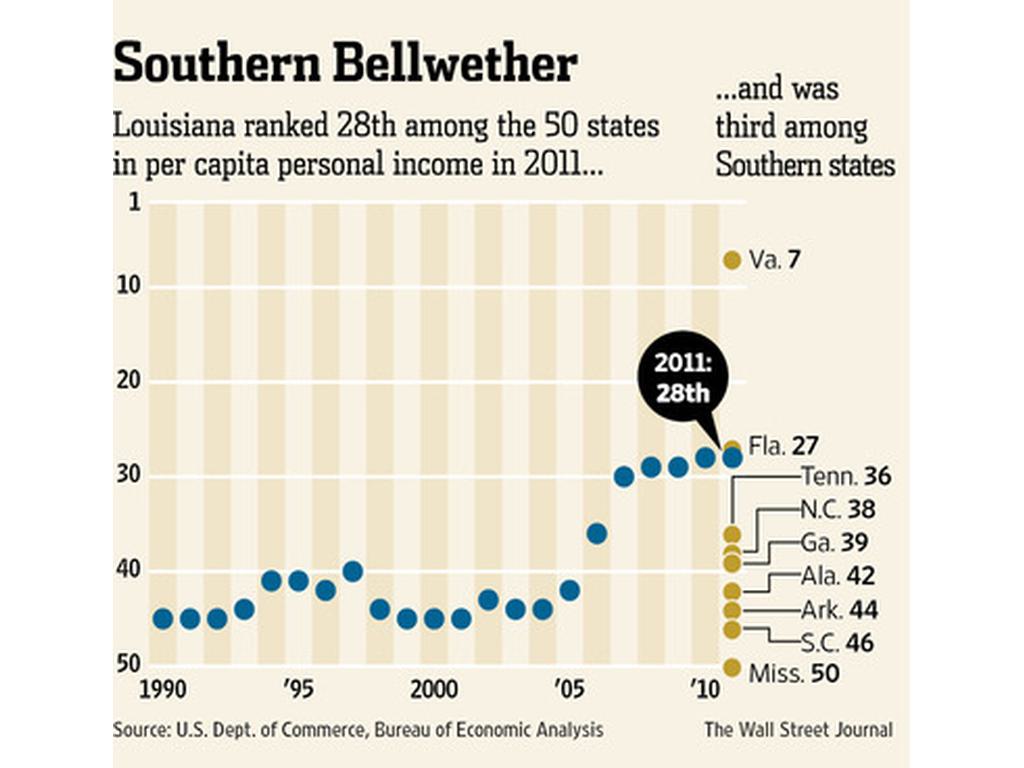 Southern Bellwether
Louisiana ranked 28th among the 50 states
in per capita personal income in 2011...
...and was
third among
Southern states
1
10
20
30
40
50
2011:
28th
Va. 7
Fla. 27
Tenn. 36
N.C. 38
Ga. 39
Ala. 42
Ark. 44
S.C. 46
Miss. 50
1990 '95 2000 '05 '10
Source: U.S. Dept. of Commerce, Bureau of Economic Analysis
The Wall Street Journal